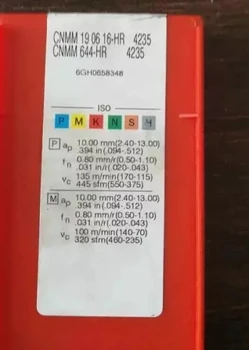 CNMM 19 06 16-HR 4235
CNMM 644-HR 4235
6GH0658348
ISO
P M K N S H
P ap 10.00 mm(2.40-13.00)
.394 in(.094-.512)
fn 0.80 mm/r(0.50-1.10)
.031 in/r(.020-.043)
vc 135 m/min(170-115)
445 sfm(550-375)
M ap 10.00 mm(2.40-13.00)
.394 in(.094-.512)
fn 0.80 mm/r(0.50-1.10)
.031 in/r(.020-.043)
vc 100 m/min(140-70)
320 sfm(460-235)